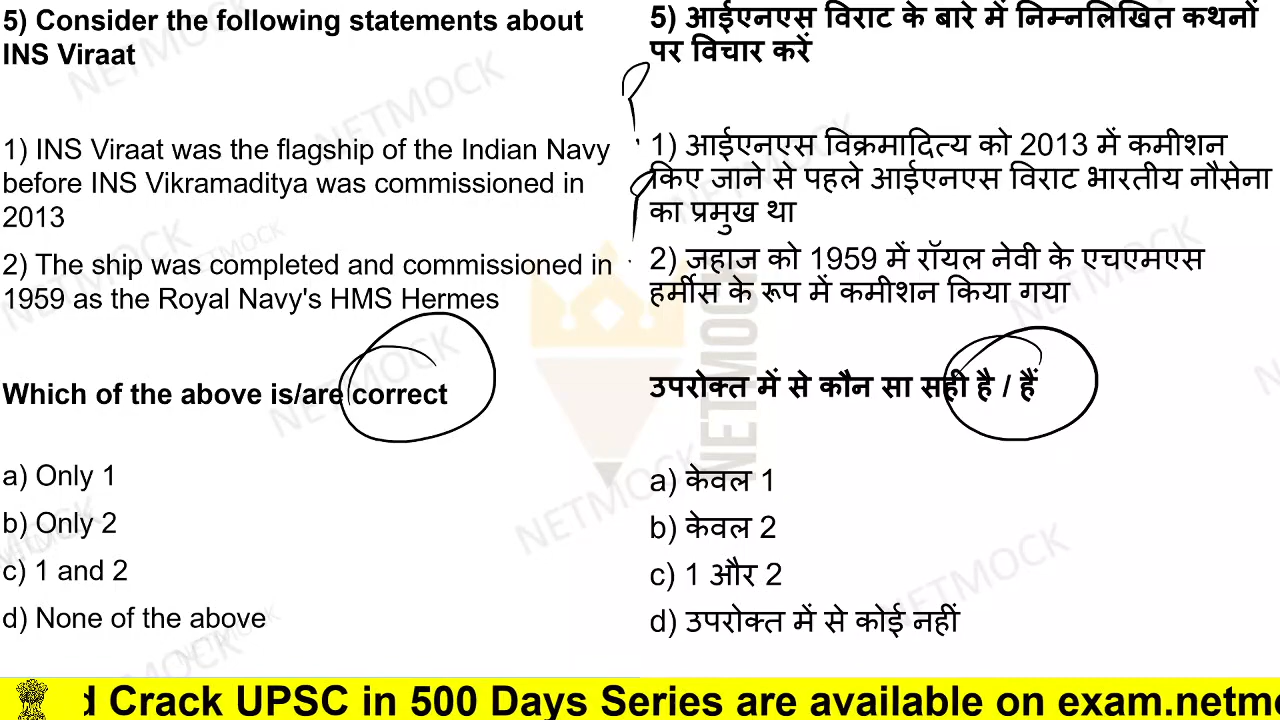 5) Consider the following statements about
INS Viraat
1) INS Viraat was the flagship of the Indian Navy
before INS Vikramaditya was commissioned in
2013
2) The ship was completed and commissioned in
1959 as the Royal Navy's HMS Hermes
Which of the above is/are correct
a) Only 1
b) Only 2
c) 1 and 2
d) None of the above
5) आईएनएस विराट के बारे में निम्नलिखित कथनों
पर विचार करें
1) आईएनएस विक्रमादित्य को 2013 में कमीशन
किए जाने से पहले आईएनएस विराट भारतीय नौसेना
का प्रमुख था
2) जहाज को 1959 में रॉयल नेवी के एचएमएस
हर्मीस के रूप में कमीशन किया गया
उपरोक्त में से कौन सा सही है / हैं
a) केवल 1
b) केवल 2
c) 1 और 2
d) उपरोक्त में से कोई नहीं
NETMOCK
Crack UPSC in 500 Days Series are available on